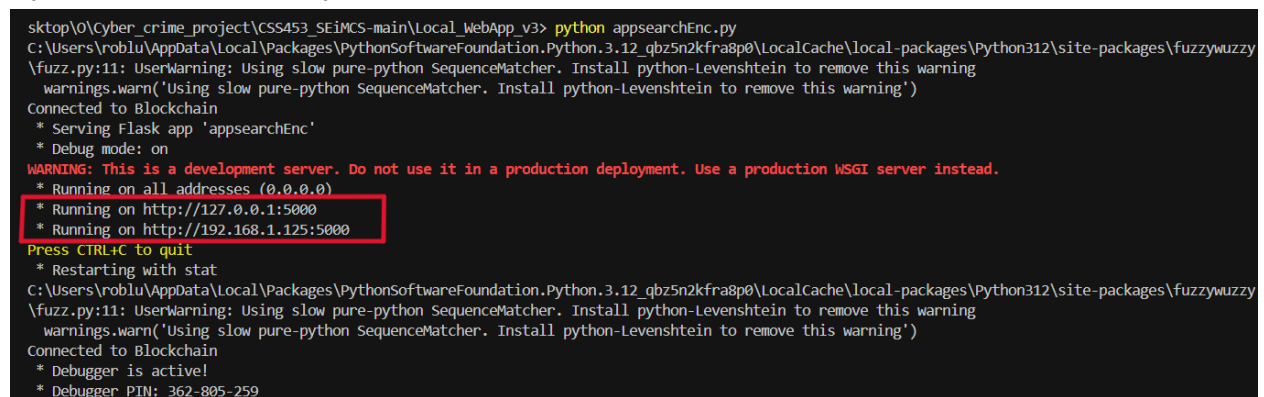 sktop\O\Cyber_crime_project\CSS453_SEiMCS-main\Local_WebApp_v3> python appsearchEnc.py
C:\Users\roblu\AppData\Local\Packages\PythonSoftwareFoundation.Python.3.12_qbz5n2kfra8p0\LocalCache\local-packages\Python312\site-packages\fuzzywuzzy
\fuzz.py:11: UserWarning: Using slow pure-python SequenceMatcher. Install python-Levenshtein to remove this warning
  warnings.warn('Using slow pure-python SequenceMatcher. Install python-Levenshtein to remove this warning')
Connected to Blockchain
 * Serving Flask app 'appsearchEnc'
 * Debug mode: on
WARNING: This is a development server. Do not use it in a production deployment. Use a production WSGI server instead.
 * Running on all addresses (0.0.0.0)
 * Running on http://127.0.0.1:5000
 * Running on http://192.168.1.125:5000
Press CTRL+C to quit
 * Restarting with stat
C:\Users\roblu\AppData\Local\Packages\PythonSoftwareFoundation.Python.3.12_qbz5n2kfra8p0\LocalCache\local-packages\Python312\site-packages\fuzzywuzzy
\fuzz.py:11: UserWarning: Using slow pure-python SequenceMatcher. Install python-Levenshtein to remove this warning
  warnings.warn('Using slow pure-python SequenceMatcher. Install python-Levenshtein to remove this warning')
Connected to Blockchain
 * Debugger is active!
 * Debugger PIN: 362-805-259